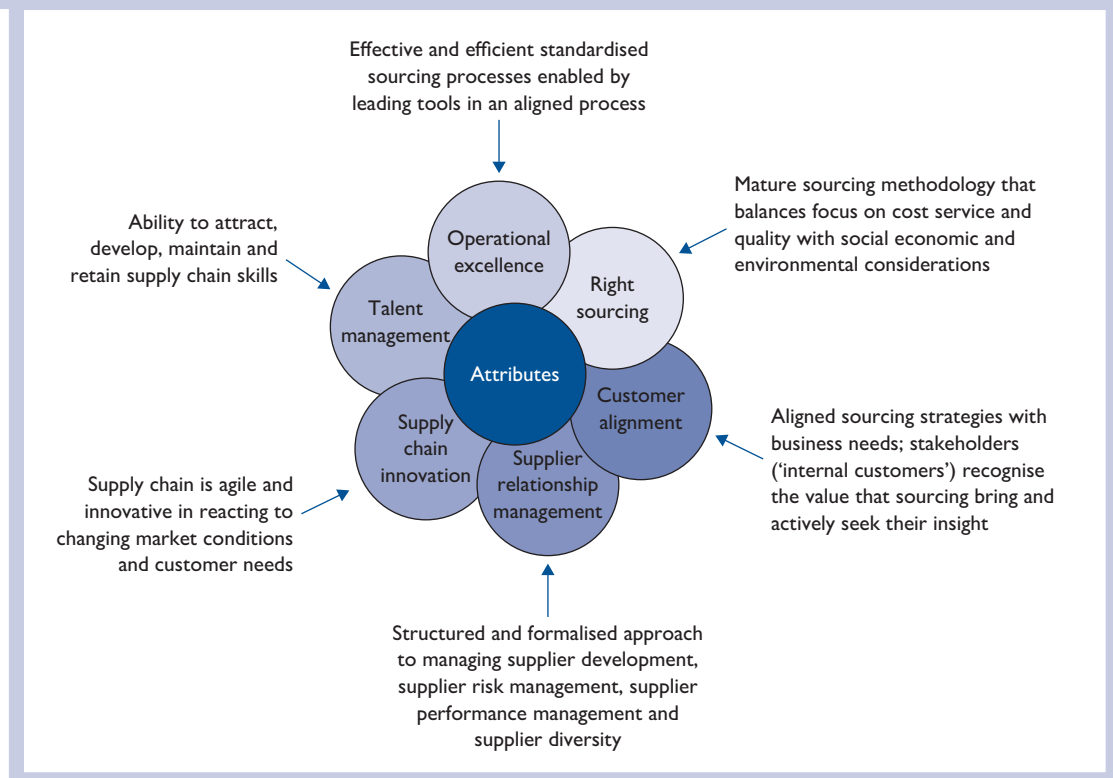 Effective and efficient standardised
sourcing processes enabled by
leading tools in an aligned process
Mature sourcing methodology that
balances focus on cost service and
quality with social economic and
environmental considerations
Ability to attract,
develop, maintain and
retain supply chain skills
Operational
excellence
Right
sourcing
Talent
management
Attributes
Customer
alignment
Supply
chain
innovation
Supplier
relationship
management
Aligned sourcing strategies with
business needs; stakeholders
(‘internal customers’) recognise
the value that sourcing bring and
actively seek their insight
Supply chain is agile and
innovative in reacting to
changing market conditions
and customer needs
Structured and formalised approach
to managing supplier development,
supplier risk management, supplier
performance management and
supplier diversity